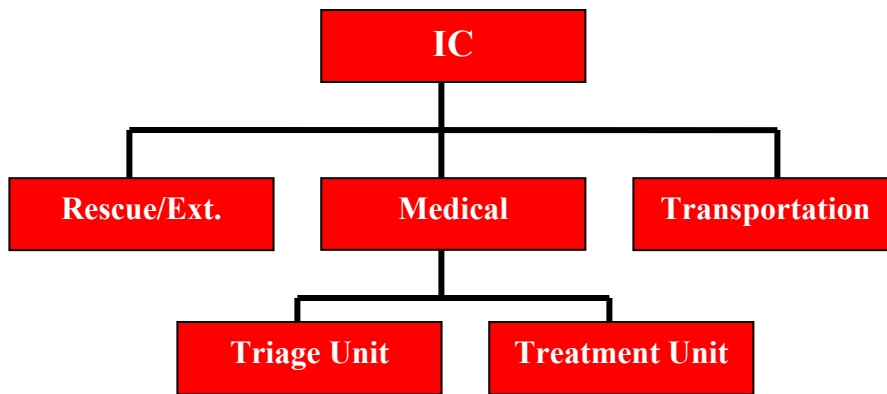 IC
Rescue/Ext.
Medical
Transportation
Triage Unit
Treatment Unit